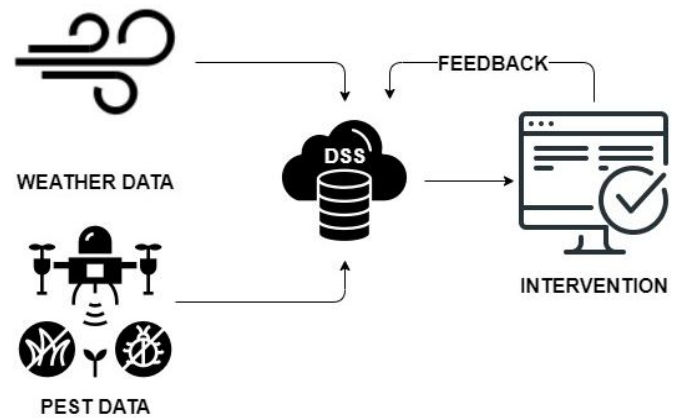 FEEDBACK
DSS
WEATHER DATA
INTERVENTION
PEST DATA